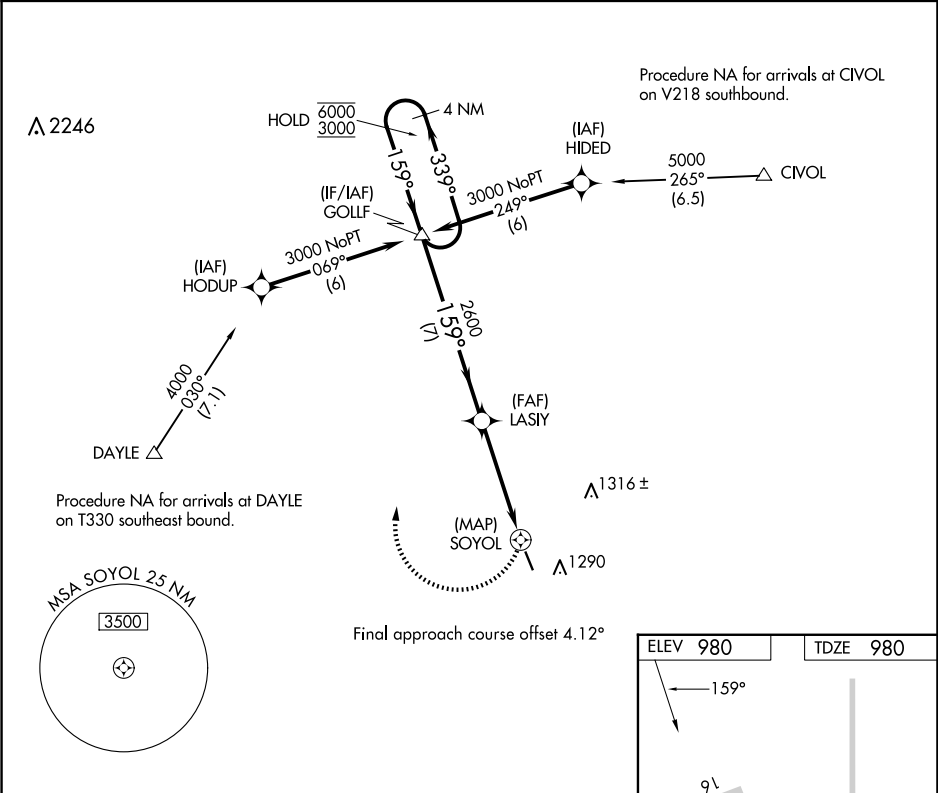 Procedure NA for arrivals at CIVOL
on V218 southbound.
2246
HOLD 6000
3000
4 NM
159°
339°
(IAF)
HIDED
5000
265°
(6.5)
CIVOL
3000 NoPT
249°
(6)
(IF/IAF)
GOLLF
3000 NoPT
069°
(6)
(IAF)
HODUP
2600
159°
(7)
4000
030°
(7.1)
(FAF)
LASIY
DAYLE
Procedure NA for arrivals at DAYLE
on T330 southeast bound.
1316 ±
(MAP)
SOYOL
1290
MSA SOYOL 25 NM
3500
Final approach course offset 4.12°
ELEV 980
TDZE 980
159°
16